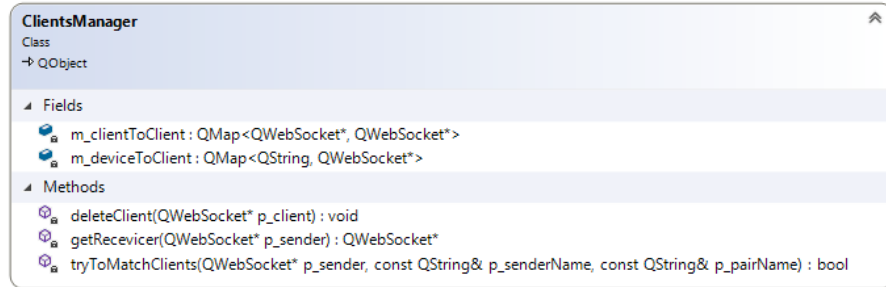 ClientsManager
Class
QObject
Fields
m_clientToClient : QMap<QWebSocket*, QWebSocket*>
m_deviceToClient : QMap<QString, QWebSocket*>
Methods
deleteClient(QWebSocket* p_client) : void
getRecevicer(QWebSocket* p_sender) : QWebSocket*
tryToMatchClients(QWebSocket* p_sender, const QString& p_senderName, const QString& p_pairName) : bool